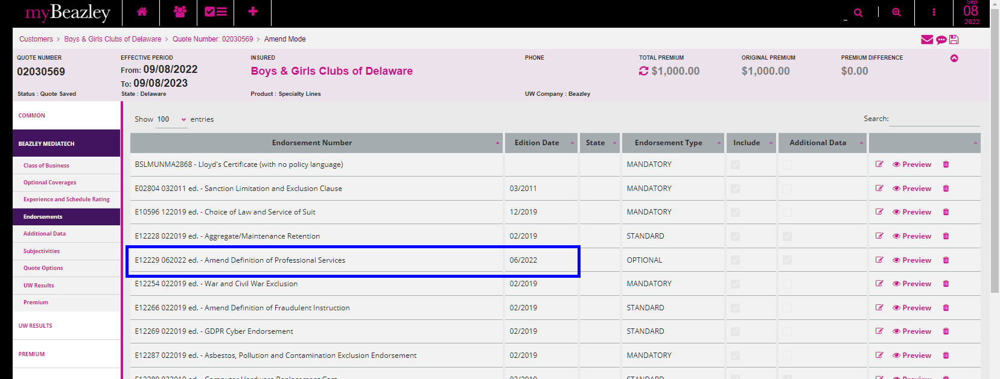 myBeazley
Sep
08
2022
Customers > Boys & Girls Clubs of Delaware > Quote Number: 02030569 > Amend Mode
QUOTE NUMBER EFFECTIVE PERIOD INSURED PHONE TOTAL PREMIUM ORIGINAL PREMIUM PREMIUM DIFFERENCE
02030569 From: 09/08/2022 Boys & Girls Clubs of Delaware $1,000.00 $1,000.00 $0.00
To: 09/08/2023
Status : Quote Saved State : Delaware Product : Specialty Lines UW Company : Beazley
COMMON
BEAZLEY MEDIATECH
Class of Business
Optional Coverages
Experience and Schedule Rating
Endorsements
Additional Data
Subjectivities
Quote Options
UW Results
Premium
UW RESULTS
PREMIUM
Show 100 entries Search:
Endorsement Number Edition Date State Endorsement Type Include Additional Data
BSLMUNMA2868 - Lloyd's Certificate (with no policy language) MANDATORY Preview
E02804 032011 ed. - Sanction Limitation and Exclusion Clause 03/2011 MANDATORY Preview
E10596 122019 ed. - Choice of Law and Service of Suit 12/2019 MANDATORY Preview
E12228 022019 ed. - Aggregate/Maintenance Retention 02/2019 STANDARD Preview
E12229 062022 ed. - Amend Definition of Professional Services 06/2022 OPTIONAL Preview
E12254 022019 ed. - War and Civil War Exclusion 02/2019 MANDATORY Preview
E12266 022019 ed. - Amend Definition of Fraudulent Instruction 02/2019 STANDARD Preview
E12269 022019 ed. - GDPR Cyber Endorsement 02/2019 STANDARD Preview
E12287 022019 ed. - Asbestos, Pollution and Contamination Exclusion Endorsement 02/2019 MANDATORY Preview
022019 ed. - Computer Hardware Replacement Cost 02/2019 STANDARD Preview